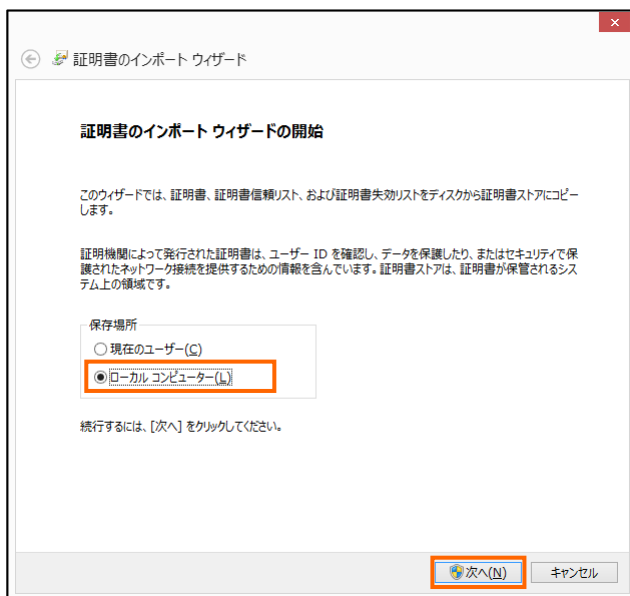 証明書のインポート ウィザード
証明書のインポート ウィザードの開始
このウィザードでは、証明書、証明書信頼リスト、および証明書失効リストをディスクから証明書ストアにコピー
します。
証明機関によって発行された証明書は、ユーザー ID を確認し、データを保護したり、またはセキュリティで保
護されたネットワーク接続を提供するための情報を含んでいます。証明書ストアは、証明書が保管されるシス
テム上の領域です。
保存場所
現在のユーザー(C)
ローカル コンピューター(L)
続行するには、[次へ] をクリックしてください。
次へ(N) キャンセル